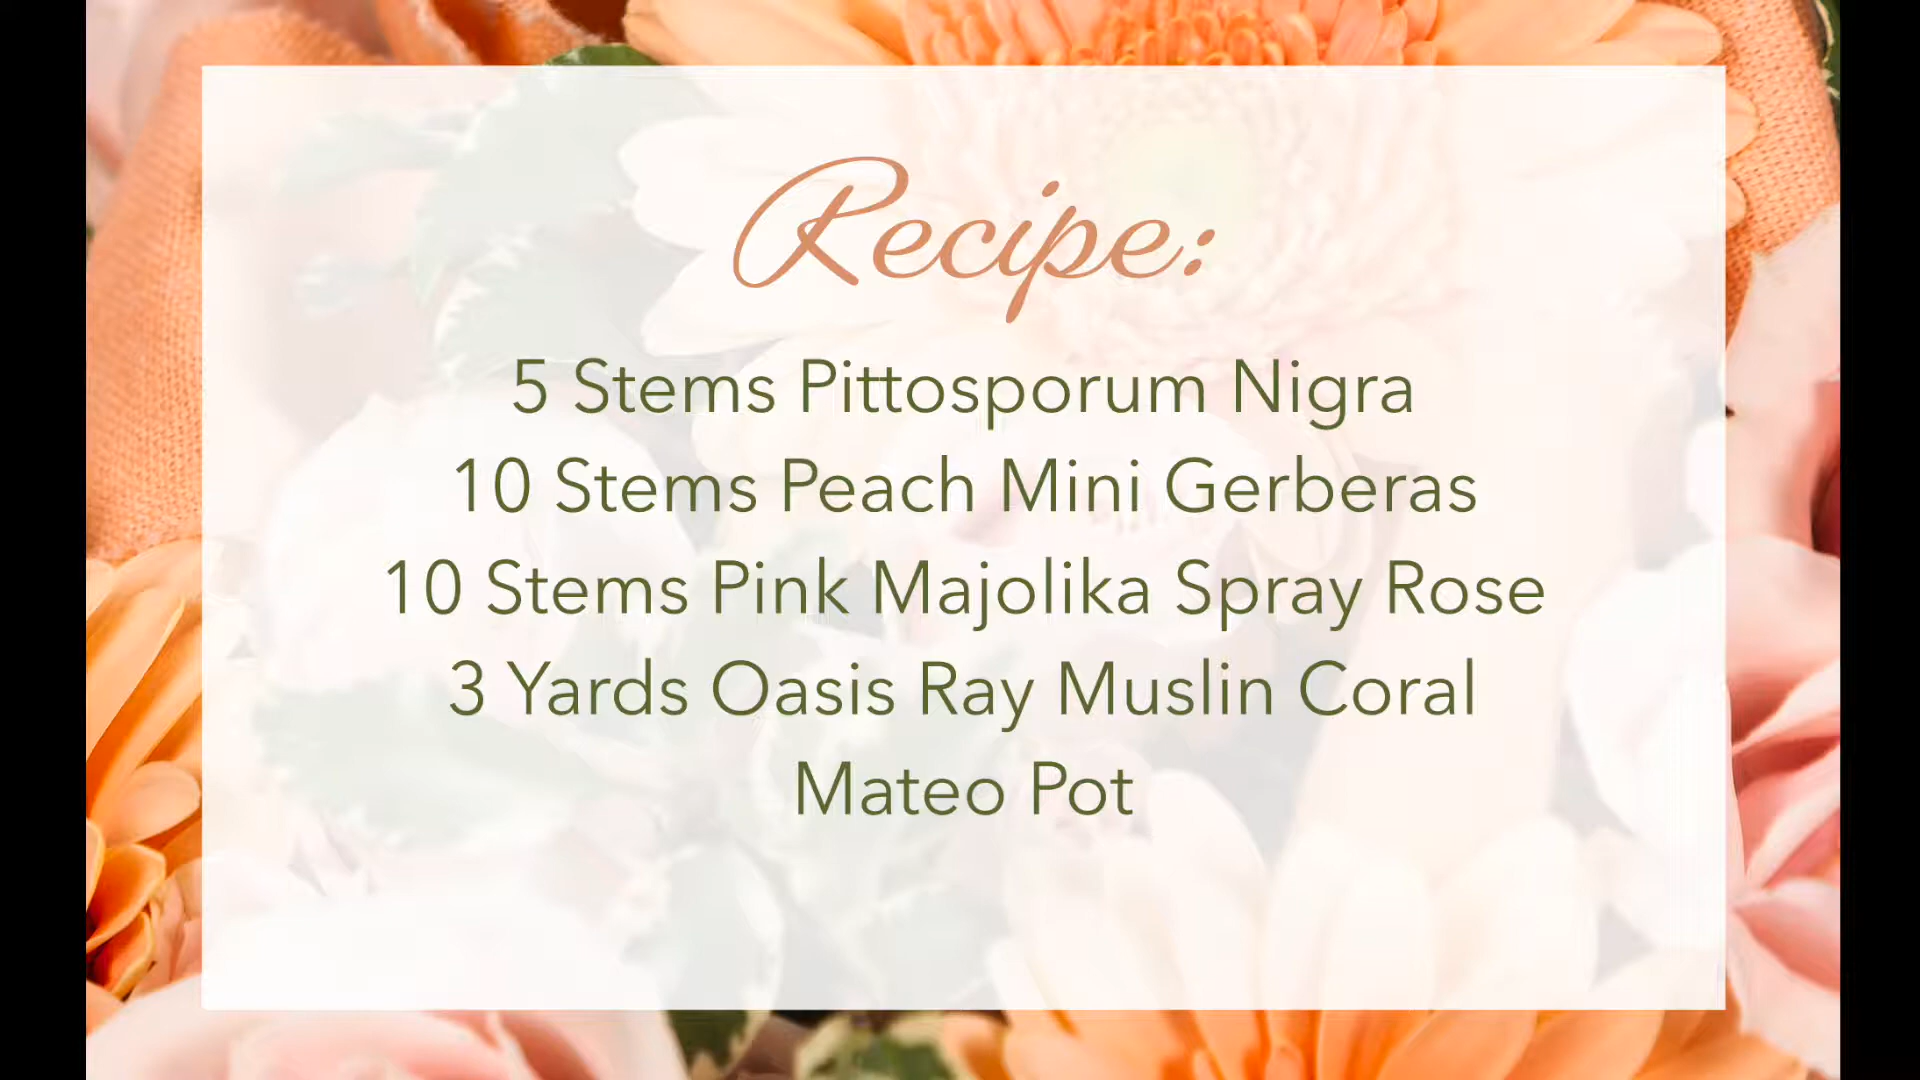 Recipe:
5 Stems Pittosporum Nigra
10 Stems Peach Mini Gerberas
10 Stems Pink Majolika Spray Rose
3 Yards Oasis Ray Muslin Coral
Mateo Pot